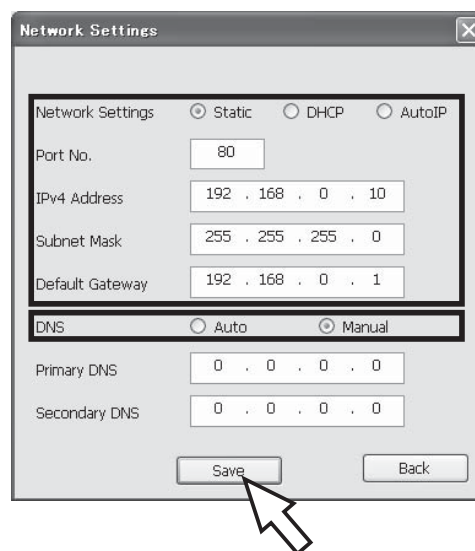 Network Settings
Network Settings Static DHCP AutoIP
Port No. 80
IPv4 Address 192 . 168 . 0 . 10
Subnet Mask 255 . 255 . 255 . 0
Default Gateway 192 . 168 . 0 . 1
DNS Auto Manual
Primary DNS 0 . 0 . 0 . 0
Secondary DNS 0 . 0 . 0 . 0
Save Back